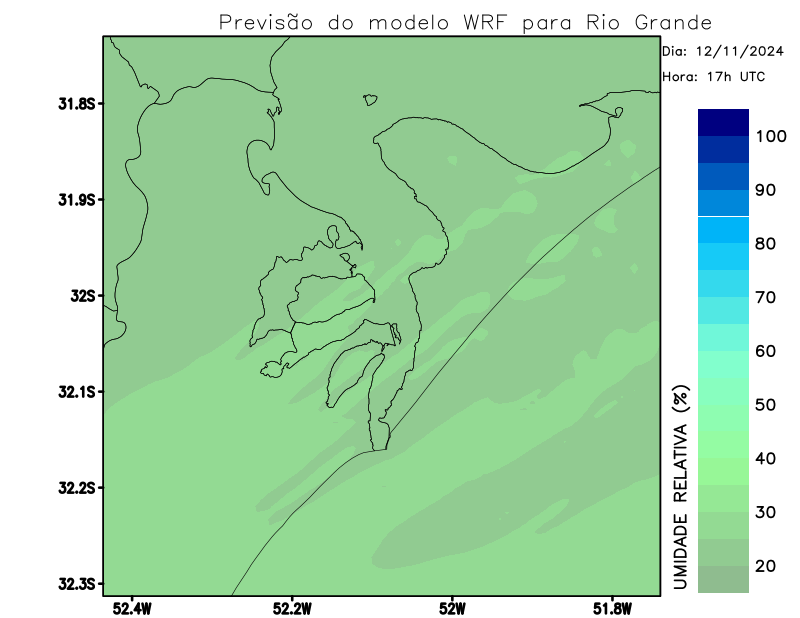 Previsão do modelo WRF para Rio Grande
Dia: 12/11/2024
Hora: 17h UTC
31.8S
31.9S
32S
32.1S
32.2S
32.3S
52.4W
52.2W
52W
51.8W
100
90
80
70
60
50
40
30
20
UMIDADE RELATIVA (%)